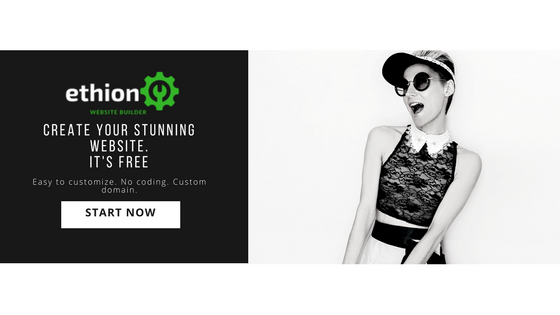 ethion
WEBSITE BUILDER
CREATE YOUR STUNNING
WEBSITE.
IT'S FREE
Easy to customize. No coding. Custom
domain.
START NOW